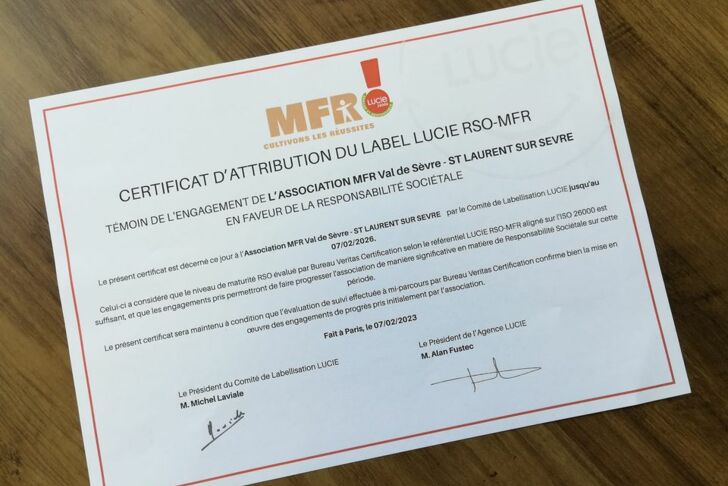 Lucie
MFR!
Lucie
CULTIVONS LES RÉUSSITES
CERTIFICAT D'ATTRIBUTION DU LABEL LUCIE RSO-MFR
TÉMOIN DE L'ENGAGEMENT DE L'ASSOCIATION MFR Val de Sèvre - ST LAURENT SUR SEVRE
EN FAVEUR DE LA RESPONSABILITÉ SOCIÉTALE
Le présent certificat est décerné ce jour à l'Association MFR Val de Sèvre - ST LAURENT SUR SEVRE par le Comité de Labellisation LUCIE jusqu'au
07/02/2026.
Celui-ci a considéré que le niveau de maturité RSO évalué par Bureau Veritas Certification selon le référentiel LUCIE RSO-MFR aligné sur l'ISO 26000 est
suffisant, et que les engagements pris permettront de faire progresser l'association de manière significative en matière de Responsabilité Sociétale sur cette
période.
Le présent certificat sera maintenu à condition que l'évaluation de suivi effectuée à mi-parcours par Bureau Veritas Certification confirme bien la mise en
œuvre des engagements de progrès pris initialement par l'association.
Fait à Paris, le 07/02/2023
Le Président du Comité de Labellisation LUCIE
M. Michel Laviale
Le Président de l'Agence LUCIE
M. Alan Fustec